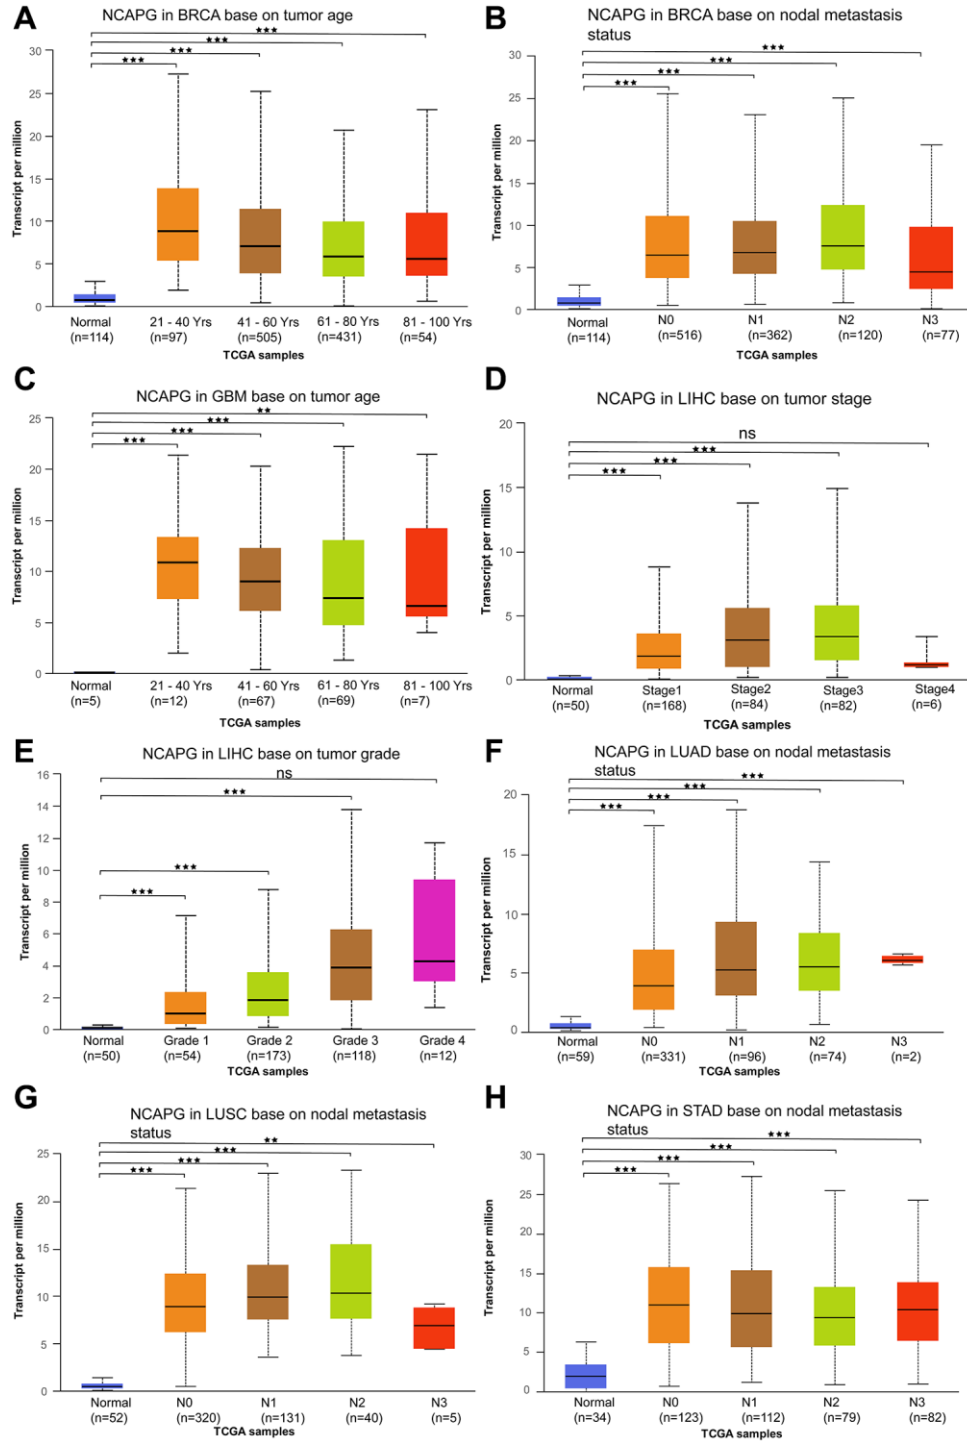 A
NCAPG in BRCA base on tumor age
★★★
★★★
★★★
★★★
30
25
20
15
10
5
0
Transcript per million
Normal 21 - 40 Yrs 41 - 60 Yrs 61 - 80 Yrs 81 - 100 Yrs
(n=114) (n=97) (n=505) (n=431) (n=54)
TCGA samples
B
NCAPG in BRCA base on nodal metastasis
status
★★★
★★★
★★★
★★★
30
25
20
15
10
5
0
Transcript per million
Normal N0 N1 N2 N3
(n=114) (n=516) (n=362) (n=120) (n=77)
TCGA samples
C
NCAPG in GBM base on tumor age
★★
★★★
★★★
★★★
25
20
15
10
5
0
Transcript per million
Normal 21 - 40 Yrs 41 - 60 Yrs 61 - 80 Yrs 81 - 100 Yrs
(n=5) (n=12) (n=67) (n=69) (n=7)
TCGA samples
D
NCAPG in LIHC base on tumor stage
ns
★★★
★★★
★★★
20
15
10
5
0
Transcript per million
Normal Stage1 Stage2 Stage3 Stage4
(n=50) (n=168) (n=84) (n=82) (n=6)
TCGA samples
E
NCAPG in LIHC base on tumor grade
ns
★★★
★★★
★★★
16
14
12
10
8
6
4
2
0
Transcript per million
Normal Grade 1 Grade 2 Grade 3 Grade 4
(n=50) (n=54) (n=173) (n=118) (n=12)
TCGA samples
F
NCAPG in LUAD base on nodal metastasis
status
★★★
★★★
★★★
★★★
20
15
10
5
0
Transcript per million
Normal N0 N1 N2 N3
(n=59) (n=331) (n=96) (n=74) (n=2)
TCGA samples
G
NCAPG in LUSC base on nodal metastasis
status
★★
★★★
★★★
★★★
25
20
15
10
5
0
Transcript per million
Normal N0 N1 N2 N3
(n=52) (n=320) (n=131) (n=40) (n=5)
TCGA samples
H
NCAPG in STAD base on nodal metastasis
status
★★★
★★★
★★★
★★★
30
25
20
15
10
5
0
Transcript per million
Normal N0 N1 N2 N3
(n=34) (n=123) (n=112) (n=79) (n=82)
TCGA samples